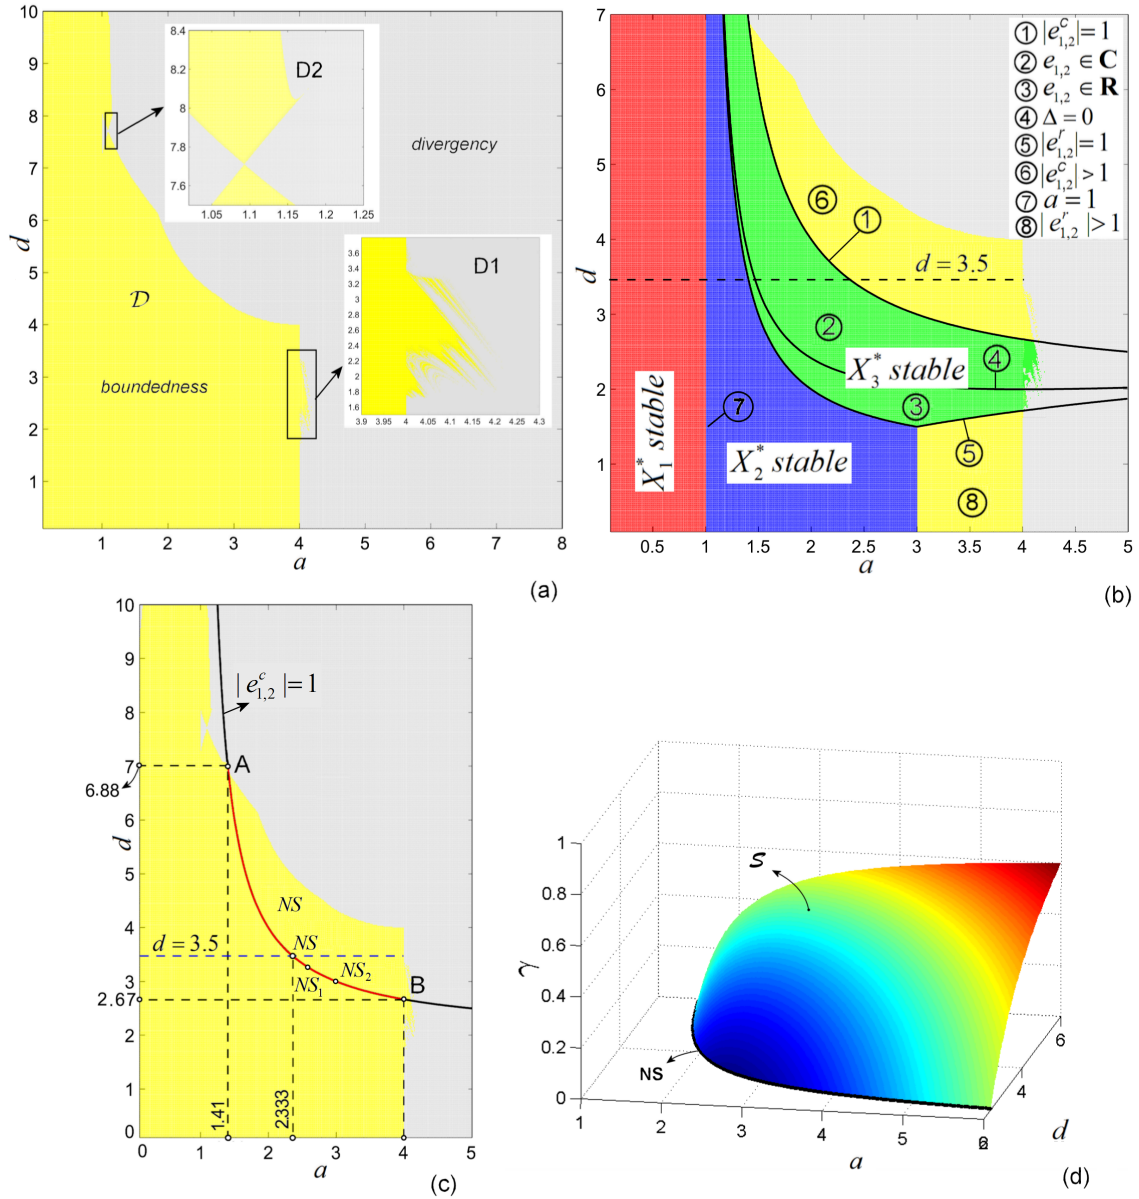 10
9
8
7
6
5
4
3
2
1
d
1
2
3
4
5
6
7
8
a
D
boundedness
divergency
D2
8.4
8.2
8
7.8
7.6
1.05
1.1
1.15
1.2
1.25
D1
3.6
3.4
3.2
3
2.8
2.6
2.4
2.2
2
1.8
1.6
3.9
3.95
4
4.05
4.1
4.15
4.2
4.25
4.3
(a)
7
6
5
4
3
2
1
d
0.5
1
1.5
2
2.5
3
3.5
4
4.5
5
a
① |e^c_{1,2}|= 1
② e_{1,2} ∈ C
③ e_{1,2} ∈ R
④ Δ = 0
⑤ |e^r_{1,2}|= 1
⑥ |e^c_{1,2}|> 1
⑦ a = 1
⑧ | e^r_{1,2} |> 1
⑥
①
d = 3.5
②
④
X_3^* stable
③
⑦
X_1^* stable
X_2^* stable
⑤
⑧
(b)
10
9
8
7
6.88
6
5
4
3
2.67
2
1
0
d
| e^c_{1,2} |= 1
A
NS
d = 3.5
NS
NS_1
NS_2
B
1.41
2.333
0
1
2
3
4
5
a
(c)
1
0.8
0.6
0.4
0.2
0
γ
S
NS
1
2
3
4
5
6
a
2
4
6
d
(d)